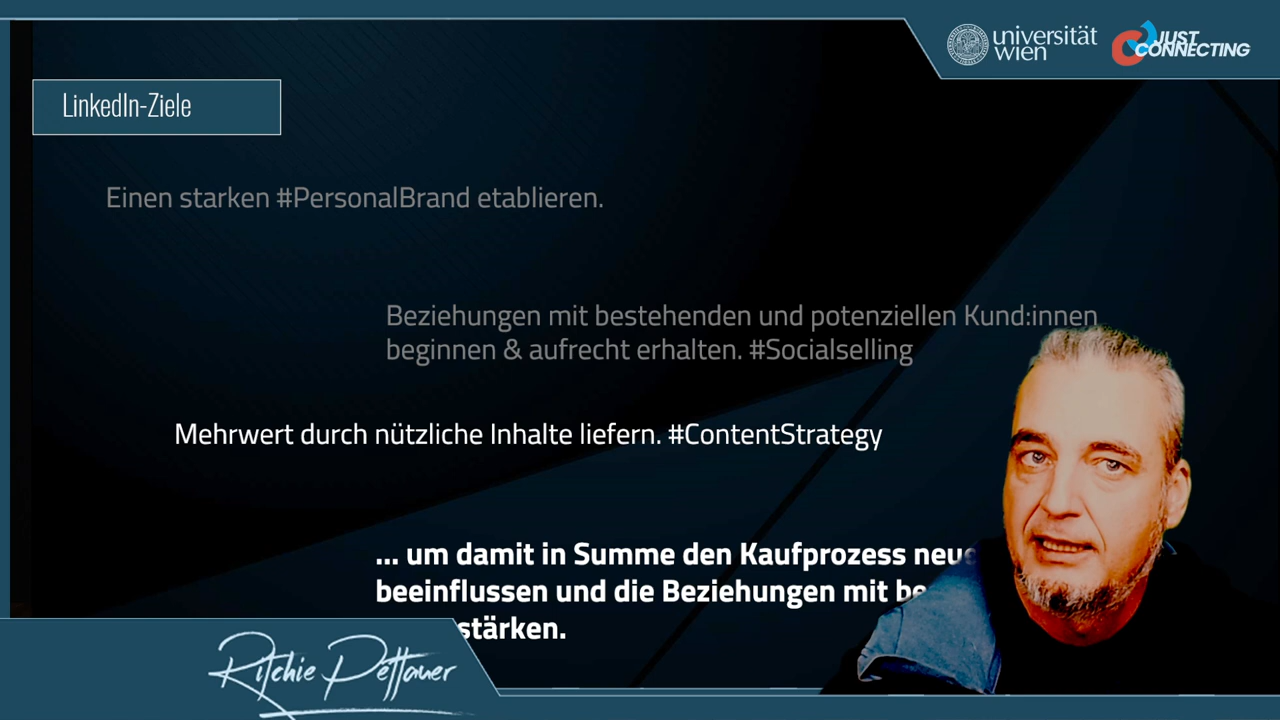 universität
wien
JUST
CONNECTING
LinkedIn-Ziele
Einen starken #PersonalBrand etablieren.
Beziehungen mit bestehenden und potenziellen Kund:innen
beginnen & aufrecht erhalten. #Socialselling
Mehrwert durch nützliche Inhalte liefern. #ContentStrategy
... um damit in Summe den Kaufprozess
beeinflussen und die Beziehungen mit
stärken.
Ritchie Pettauer